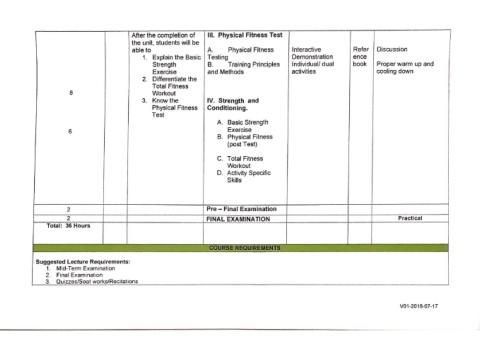 After the completion of
the unit, students will be
able to
1. Explain the Basic
Strength
Exercise
2. Differentiate the
Total Fitness
Workout
3. Know the
Physical Fitness
Test
8
6
III. Physical Fitness Test
A. Physical Fitness
Testing
B. Training Principles
and Methods
IV. Strength and
Conditioning.
A. Basic Strength
Exercise
B. Physical Fitness
(post Test)
C. Total Fitness
Workout
D. Activity Specific
Skills
Interactive
Demonstration
Individual/ dual
activities
Refer
ence
book
Discussion
Proper warm up and
cooling down
2 Pre – Final Examination
2 FINAL EXAMINATION Practical
Total: 36 Hours
COURSE REQUIREMENTS
Suggested Lecture Requirements:
1. Mid-Term Examination
2. Final Examination
3. Quizzes/Seat works/Recitations
V01-2018-07-17